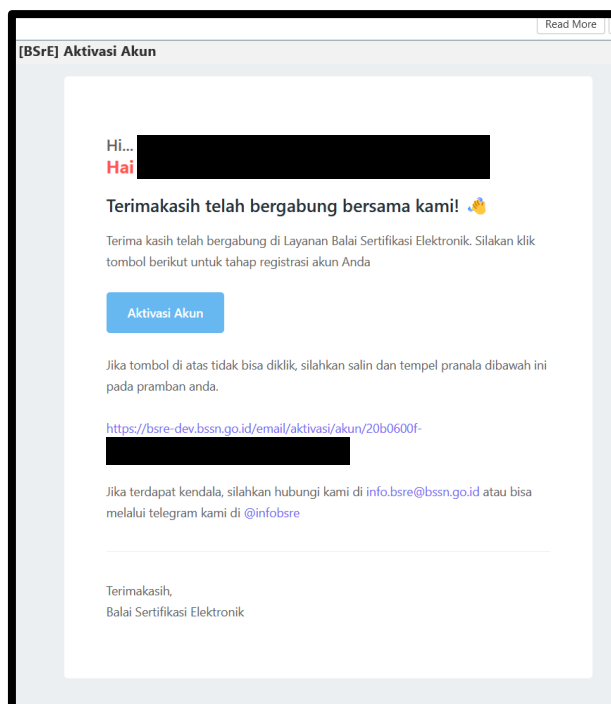 Read More
[BSrE] Aktivasi Akun
Hi...
Hai
Terimakasih telah bergabung bersama kami! 👋
Terima kasih telah bergabung di Layanan Balai Sertifikasi Elektronik. Silakan klik
tombol berikut untuk tahap registrasi akun Anda
Aktivasi Akun
Jika tombol di atas tidak bisa diklik, silahkan salin dan tempel pranala dibawah ini
pada pramban anda.
https://bsre-dev.bssn.go.id/email/aktivasi/akun/20b0600f-
Jika terdapat kendala, silahkan hubungi kami di info.bsre@bssn.go.id atau bisa
melalui telegram kami di @infobsre
Terimakasih,
Balai Sertifikasi Elektronik